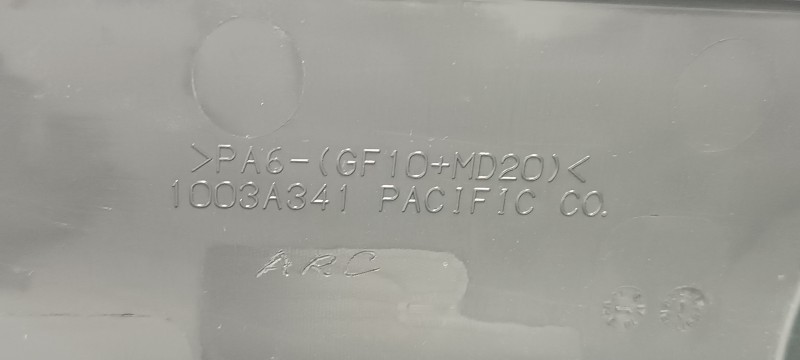 >PA6-(GF10+MD20)<
1003A341 PACIFIC CO.
ARC